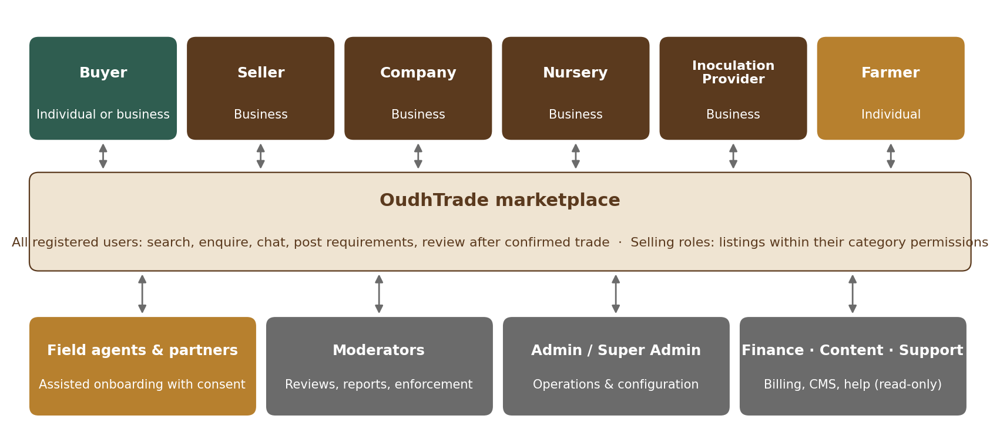 Buyer
Individual or business
Seller
Business
Company
Business
Nursery
Business
Inoculation
Provider
Business
Farmer
Individual
OudhTrade marketplace
All registered users: search, enquire, chat, post requirements, review after confirmed trade · Selling roles: listings within their category permissions
Field agents & partners
Assisted onboarding with consent
Moderators
Reviews, reports, enforcement
Admin / Super Admin
Operations & configuration
Finance · Content · Support
Billing, CMS, help (read-only)